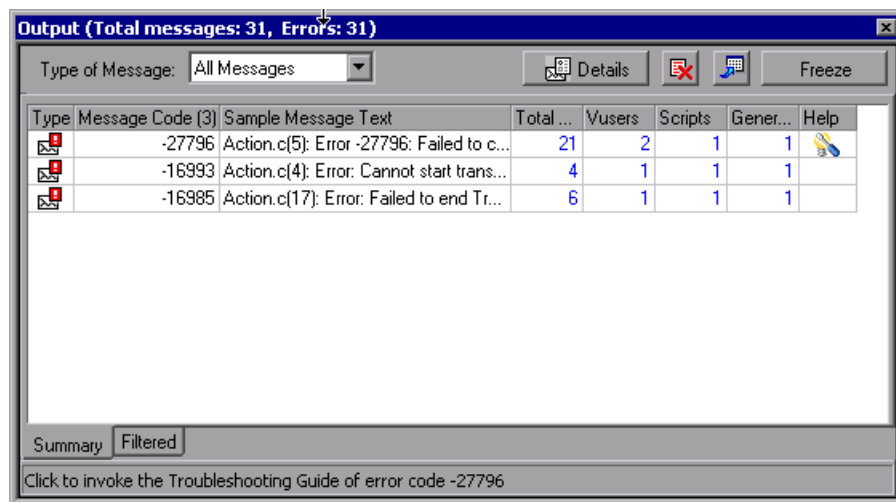 Output (Total messages: 31, Errors: 31)
Type of Message: All Messages Details Freeze
Type Message Code (3) Sample Message Text Total ... Vusers Scripts Gener... Help
-27796 Action.c(5): Error -27796: Failed to c... 21 2 1 1
-16993 Action.c(4): Error: Cannot start trans... 4 1 1 1
-16985 Action.c(17): Error: Failed to end Tr... 6 1 1 1
Summary Filtered
Click to invoke the Troubleshooting Guide of error code -27796